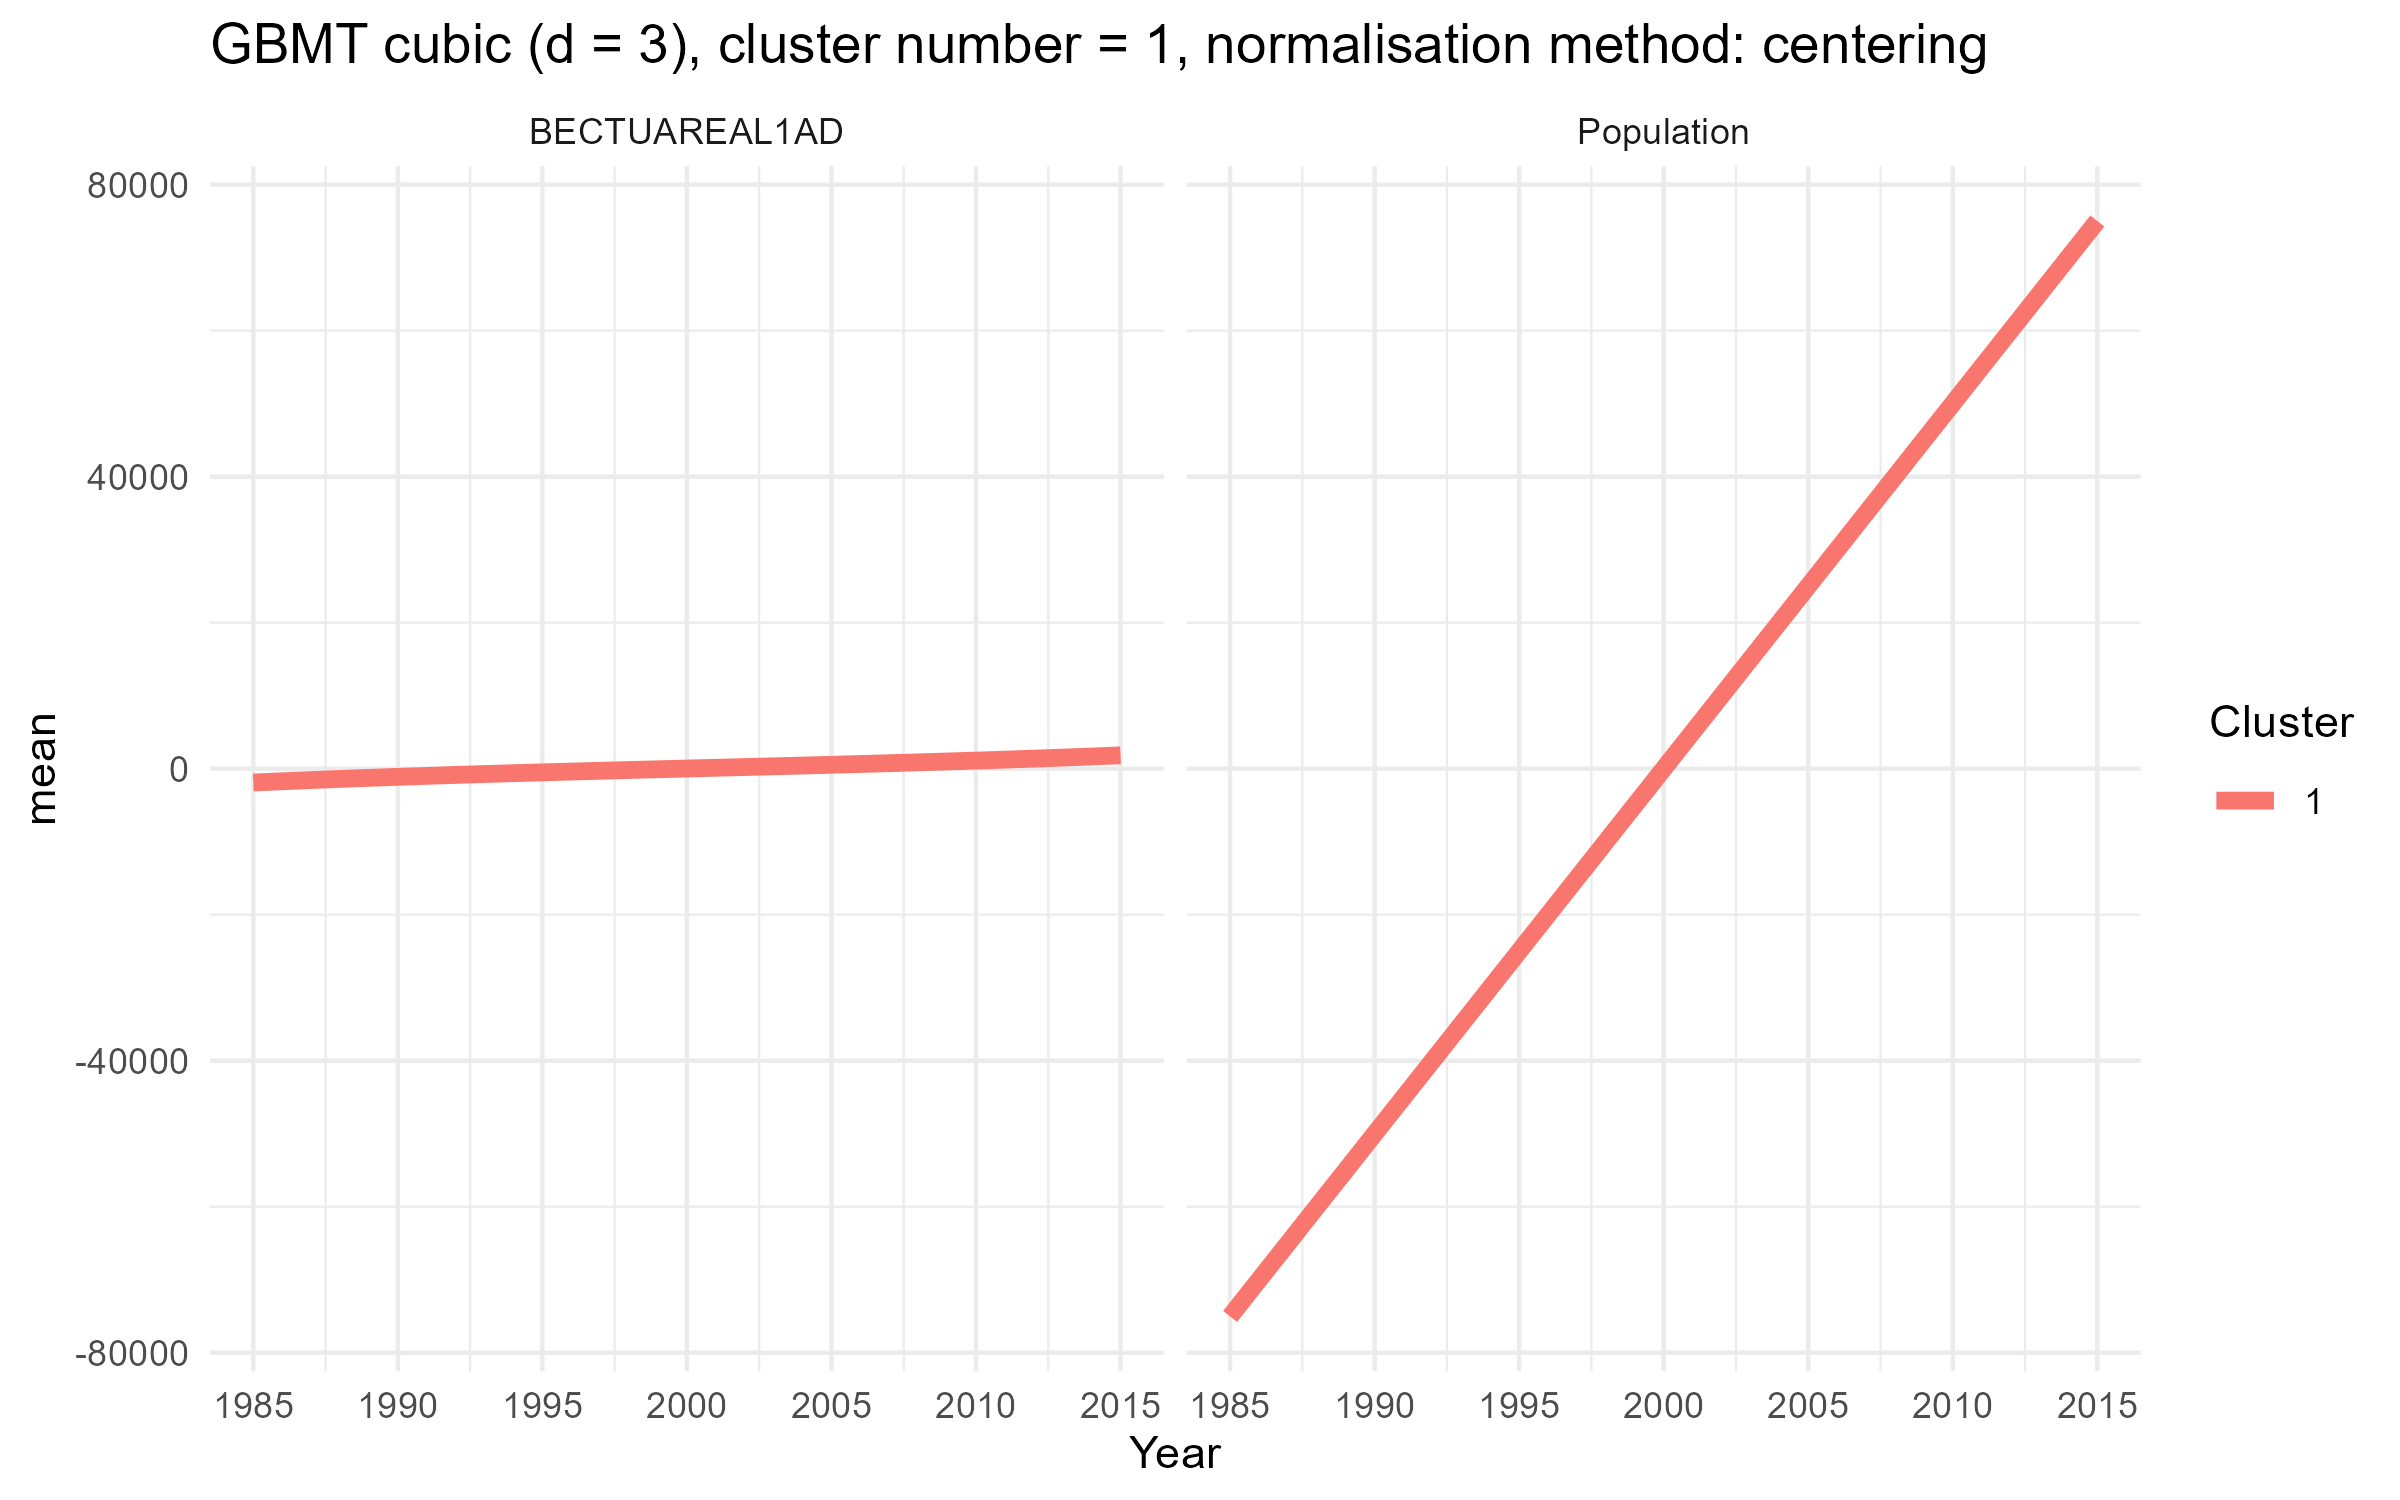 GBMT cubic (d = 3), cluster number = 1, normalisation method: centering
BECTUAREAL1AD
Population
80000
40000
0
-40000
-80000
mean
1985 1990 1995 2000 2005 2010 2015
1985 1990 1995 2000 2005 2010 2015
Year
Cluster
1